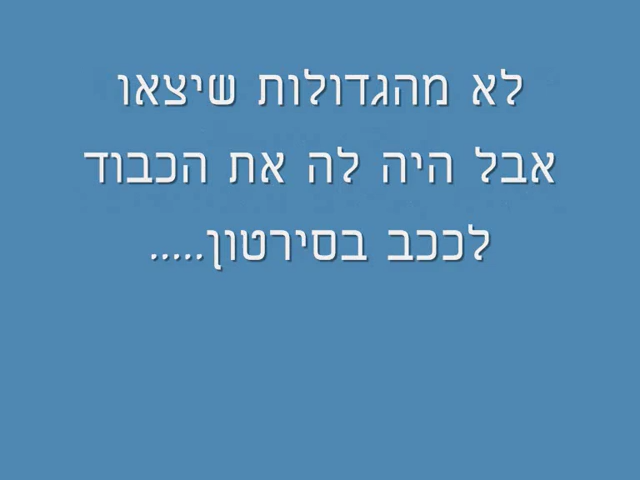 לא מהגדולות שיצאו
אבל היה לה את הכבוד
לככב בסירטון.....